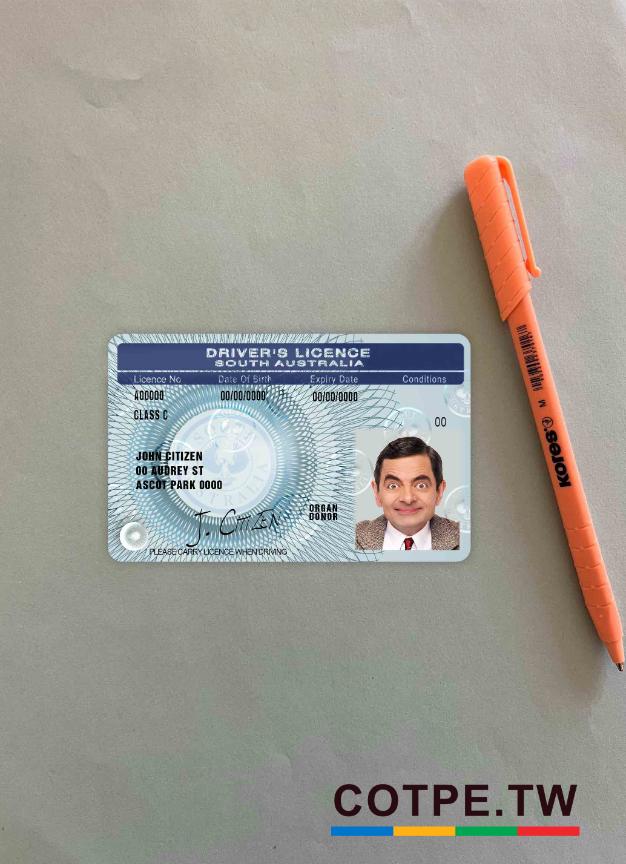 DRIVER'S LICENCE
SOUTH AUSTRALIA
Licence No Date Of Birth Expiry Date Conditions
A00000 00/00/0000 00/00/0000
CLASS C
00
JOHN CITIZEN
00 AUDREY ST
ASCOT PARK 0000
ORGAN
DONOR
J. CITIZEN
PLEASE CARRY LICENCE WHEN DRIVING
M
Kores
COTPE.TW